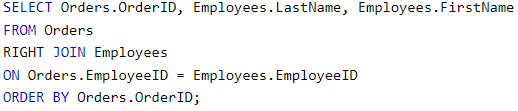 SELECT Orders.OrderID, Employees.LastName, Employees.FirstName
FROM Orders
RIGHT JOIN Employees
ON Orders.EmployeeID = Employees.EmployeeID
ORDER BY Orders.OrderID;